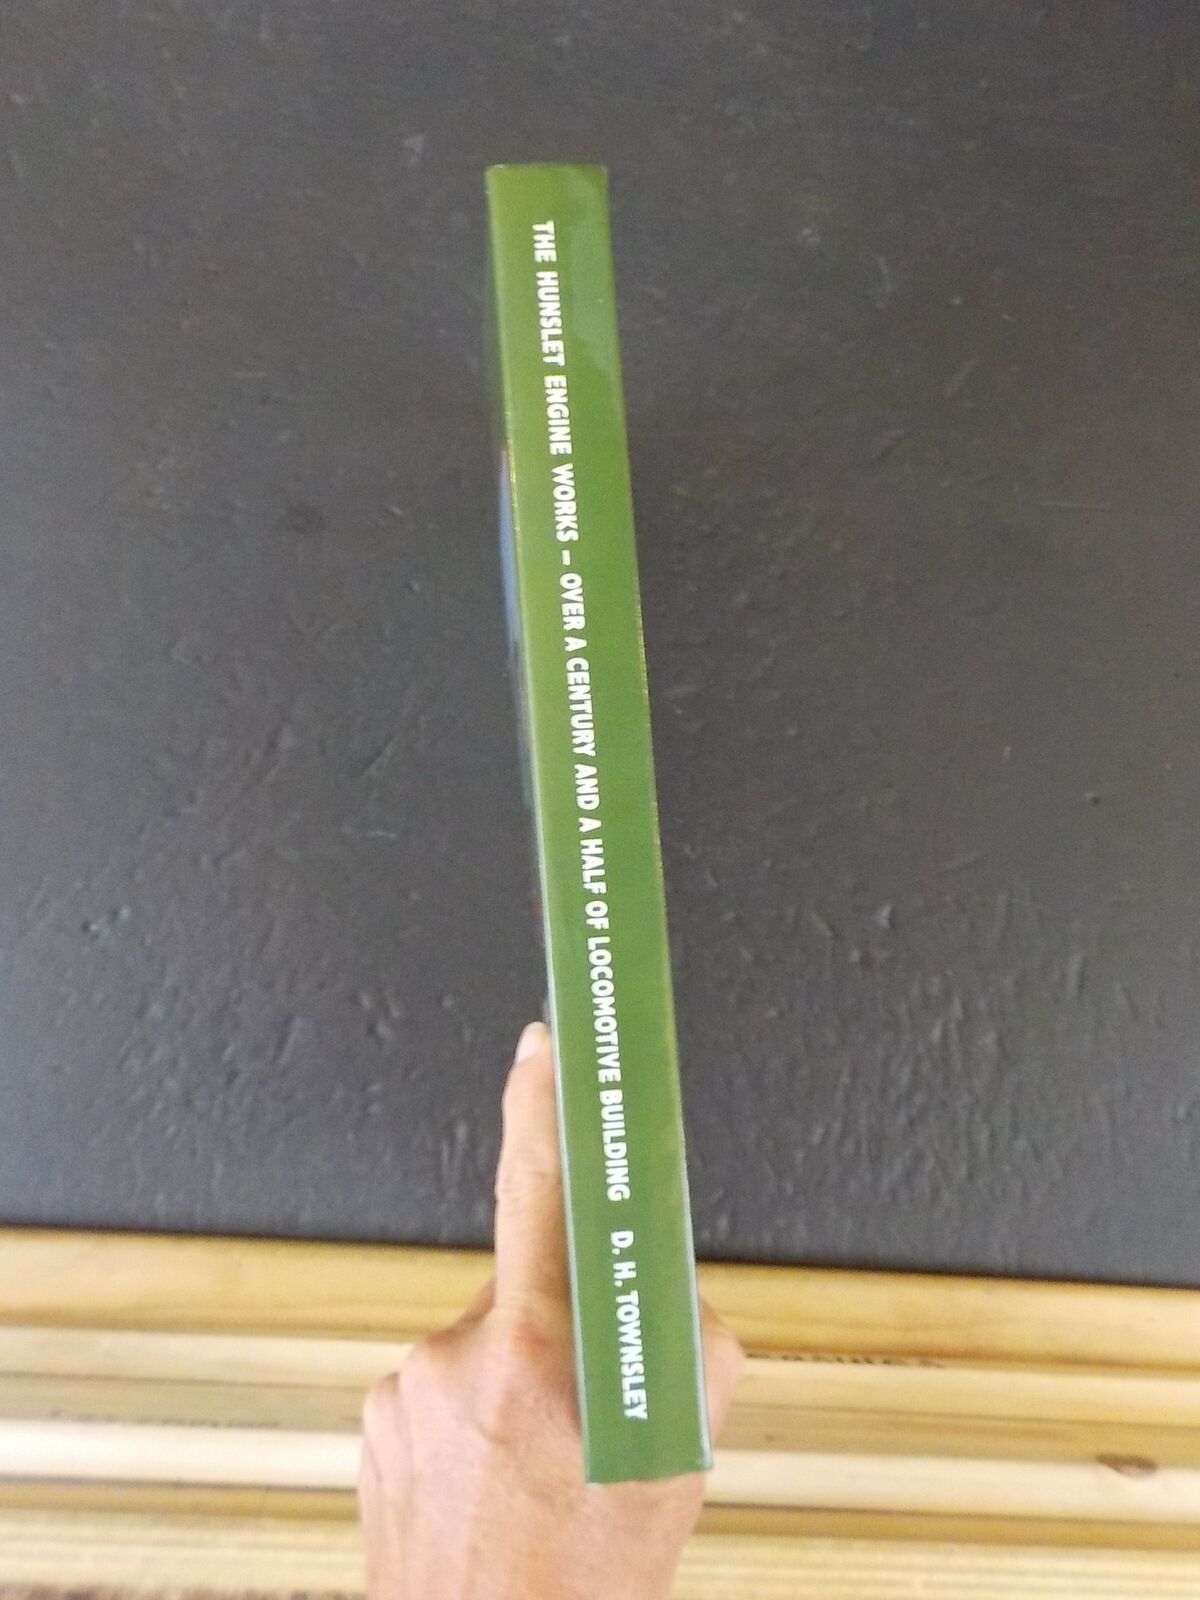 THE HUNSLET ENGINE WORKS – OVER A CENTURY AND A HALF OF LOCOMOTIVE BUILDING D. H. TOWNSLEY